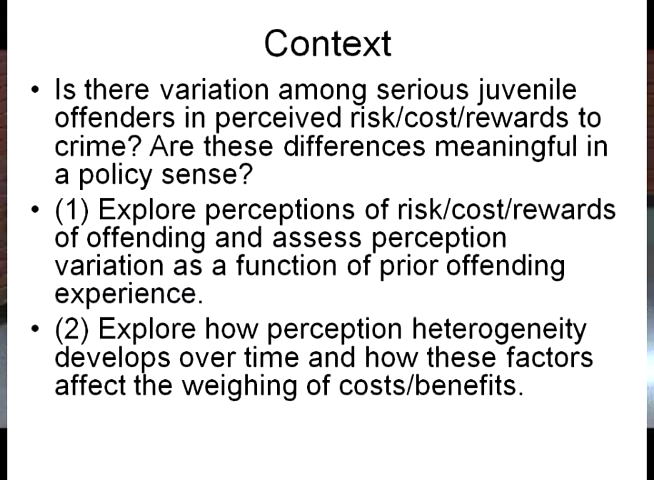 Context
• Is there variation among serious juvenile
offenders in perceived risk/cost/rewards to
crime? Are these differences meaningful in
a policy sense?
• (1) Explore perceptions of risk/cost/rewards
of offending and assess perception
variation as a function of prior offending
experience.
• (2) Explore how perception heterogeneity
develops over time and how these factors
affect the weighing of costs/benefits.